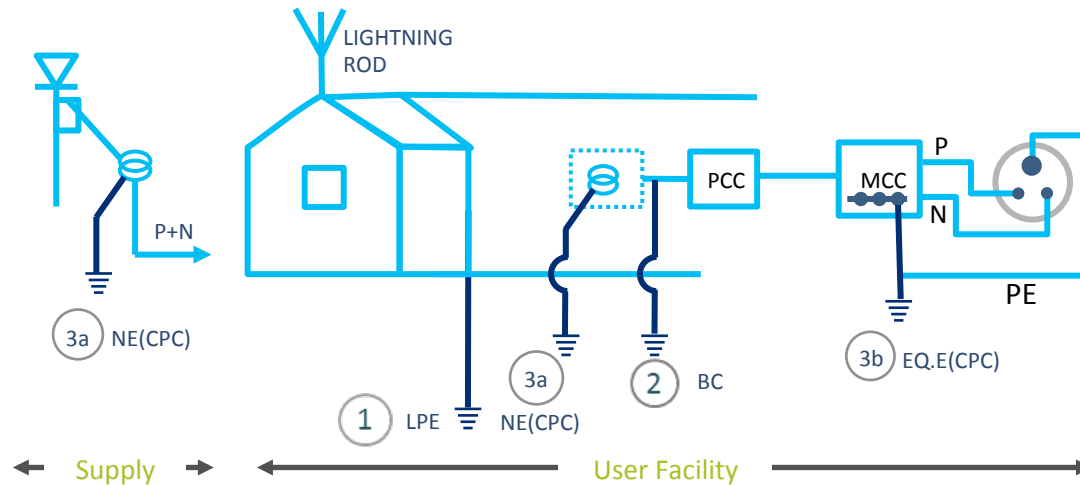 LIGHTNING
ROD
P
PCC
MCC
N
P+N
PE
3a NE(CPC)
3a
NE(CPC)
2 BC
3b EQ.E(CPC)
1 LPE
Supply
User Facility